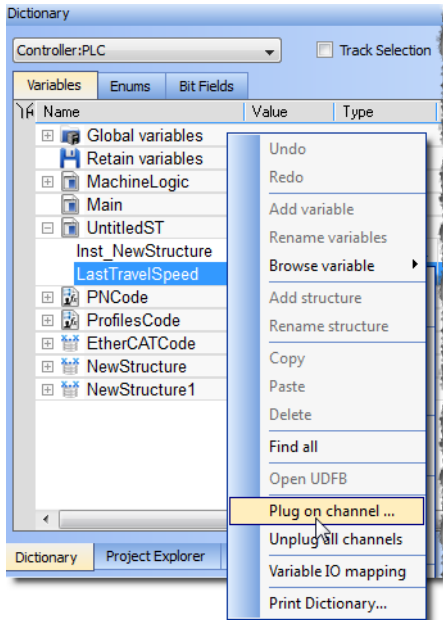 Dictionary
Controller:PLC
Track Selection
Variables Enums Bit Fields
Name Value Type
Global variables
Retain variables
MachineLogic
Main
UntitledST
Inst_NewStructure
LastTravelSpeed
PNCode
ProfilesCode
EtherCATCode
NewStructure
NewStructure1
Undo
Redo
Add variable
Rename variables
Browse variable
Add structure
Rename structure
Copy
Paste
Delete
Find all
Open UDFB
Plug on channel ...
Unplug all channels
Variable IO mapping
Print Dictionary...
Dictionary Project Explorer